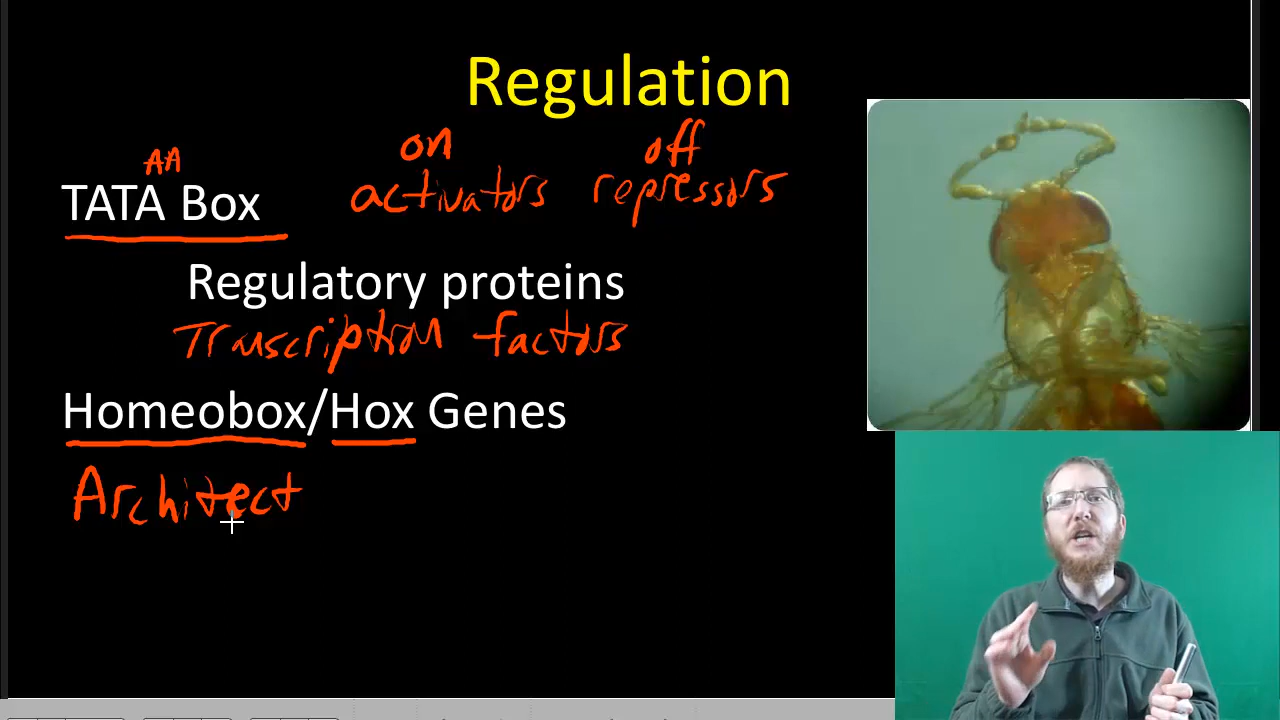 Regulation
on off
AA
TATA Box activators repressors
Regulatory proteins
Transcription factors
Homeobox/Hox Genes
Architect